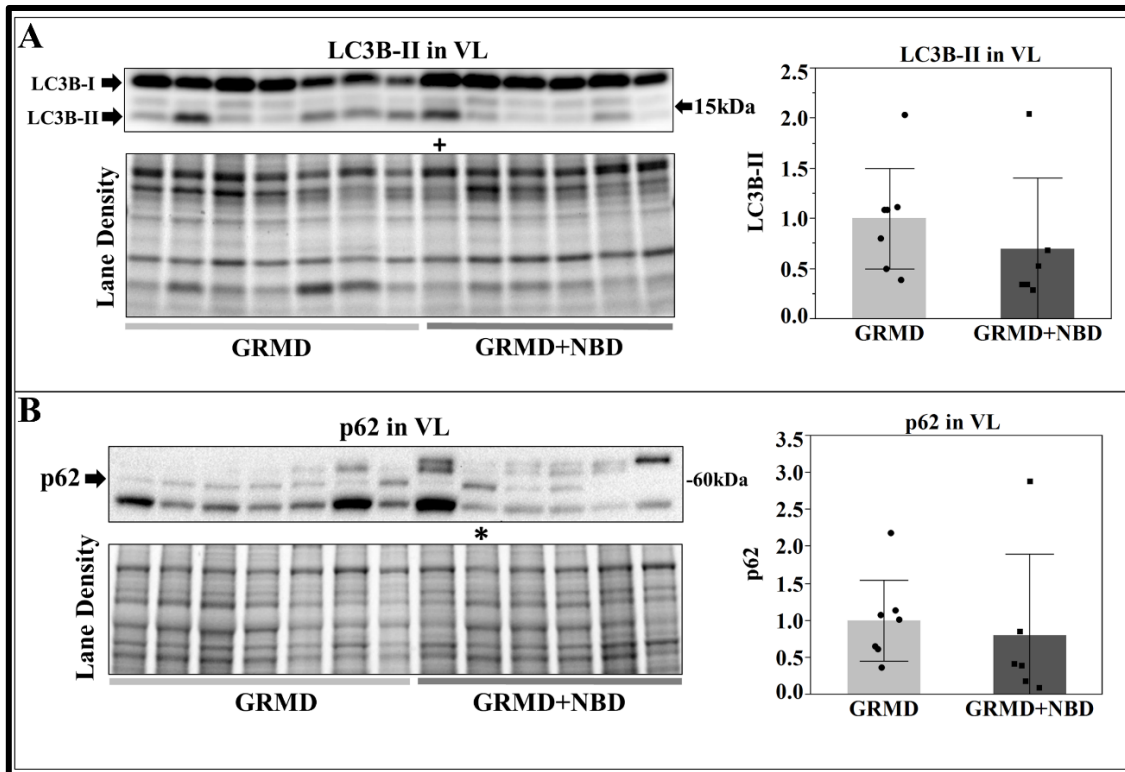 A
LC3B-II in VL
LC3B-I
LC3B-II
15kDa
+
Lane Density
GRMD
GRMD+NBD
LC3B-II in VL
LC3B-II
2.5
2.0
1.5
1.0
0.5
0.0
GRMD
GRMD+NBD
B
p62 in VL
p62
-60kDa
*
Lane Density
GRMD
GRMD+NBD
p62 in VL
p62
3.5
3.0
2.5
2.0
1.5
1.0
0.5
0.0
GRMD
GRMD+NBD